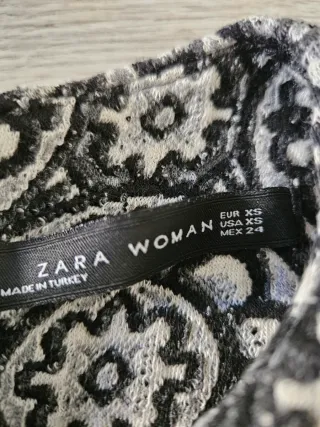 ZARA WOMAN
EUR XS
USA XS
MEX 24
MADE IN TURKEY